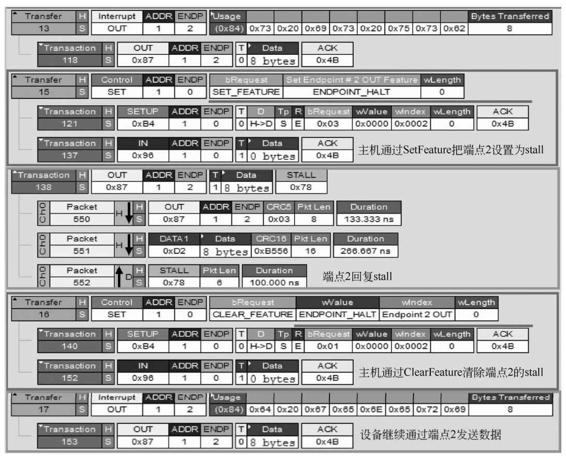 Transfer H Interrupt ADDR ENDP Usage Bytes Transferred
13 S OUT 1 2 (0x84) 0x73 0x20 0x69 0x73 0x20 0x75 0x73 0x62 8
Transaction H OUT ADDR ENDP T Data ACK
118 S 0x87 1 2 0 8 bytes 0x4B
Transfer H Control ADDR ENDP bRequest Set Endpoint # 2 OUT Feature wLength
15 S SET 1 0 SET_FEATURE ENDPOINT_HALT 0
Transaction H SETUP ADDR ENDP T D Tp R bRequest wValue wIndex wLength ACK
121 S 0xB4 1 0 0 H->D S E 0x03 0x0000 0x0002 0 0x4B
Transaction H IN ADDR ENDP T Data ACK
137 S 0x96 1 0 1 0 bytes 0x4B 主机通过SetFeature把端点2设置为stall
Transaction H OUT ADDR ENDP T Data STALL
138 S 0x87 1 2 1 8 bytes 0x78
Ch0 Packet H OUT ADDR ENDP CRC5 Pkt Len Duration
550 S 0x87 1 2 0x03 8 133.333 ns
Ch0 Packet H DATA1 Data CRC16 Pkt Len Duration
551 S 0xD2 8 bytes 0xB556 16 266.667 ns
Ch0 Packet D H STALL Pkt Len Duration
552 S 0x78 6 100.000 ns 端点2回复stall
Transfer H Control ADDR ENDP bRequest wValue wIndex wLength
16 S SET 1 0 CLEAR_FEATURE ENDPOINT_HALT Endpoint 2 OUT 0
Transaction H SETUP ADDR ENDP T D Tp R bRequest wValue wIndex wLength ACK
140 S 0xB4 1 0 0 H->D S E 0x01 0x0000 0x0002 0 0x4B
Transaction H IN ADDR ENDP T Data ACK
152 S 0x96 1 0 1 0 bytes 0x4B 主机通过ClearFeature清除端点2的stall
Transfer H Interrupt ADDR ENDP Usage Bytes Transferred
17 S OUT 1 2 (0x84) 0x64 0x20 0x67 0x65 0x6E 0x65 0x72 0x69 8
Transaction H OUT ADDR ENDP T Data ACK
153 S 0x87 1 2 0 8 bytes 0x4B 设备继续通过端点2发送数据